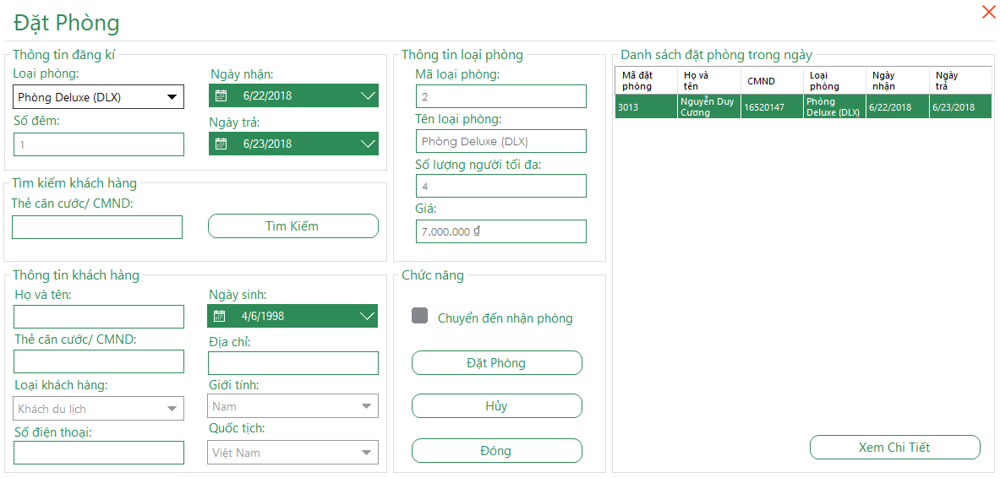 Đặt Phòng
Thông tin đăng kí
Loại phòng:
Phòng Deluxe (DLX)
Ngày nhận:
6/22/2018
Số đêm:
1
Ngày trả:
6/23/2018
Tìm kiếm khách hàng
Thẻ căn cước/ CMND:
Tìm Kiếm
Thông tin khách hàng
Họ và tên:
Ngày sinh:
4/6/1998
Thẻ căn cước/ CMND:
Địa chỉ:
Loại khách hàng:
Khách du lịch
Giới tính:
Nam
Số điện thoại:
Quốc tịch:
Việt Nam
Thông tin loại phòng
Mã loại phòng:
2
Tên loại phòng:
Phòng Deluxe (DLX)
Số lượng người tối đa:
4
Giá:
7.000.000 ₫
Chức năng
Chuyển đến nhận phòng
Đặt Phòng
Hủy
Đóng
Danh sách đặt phòng trong ngày
Mã đặt phòng Họ và tên CMND Loại phòng Ngày nhận Ngày trả
3013 Nguyễn Duy Cương 16520147 Phòng Deluxe (DLX) 6/22/2018 6/23/2018
Xem Chi Tiết